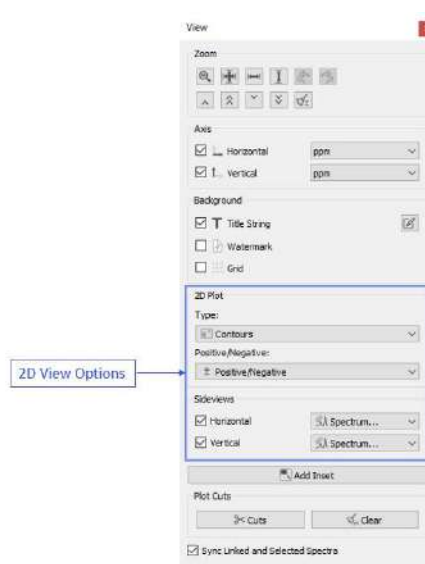 View
Zoom
Axis
Horizontal ppm
Vertical ppm
Background
T Title String
Watermark
Grid
2D Plot
Type:
Contours
Positive/Negative:
± Positive/Negative
2D View Options
Sideviews
Horizontal Spectrum...
Vertical Spectrum...
Add Inset
Plot Cuts
Cuts Clear
Sync Linked and Selected Spectra